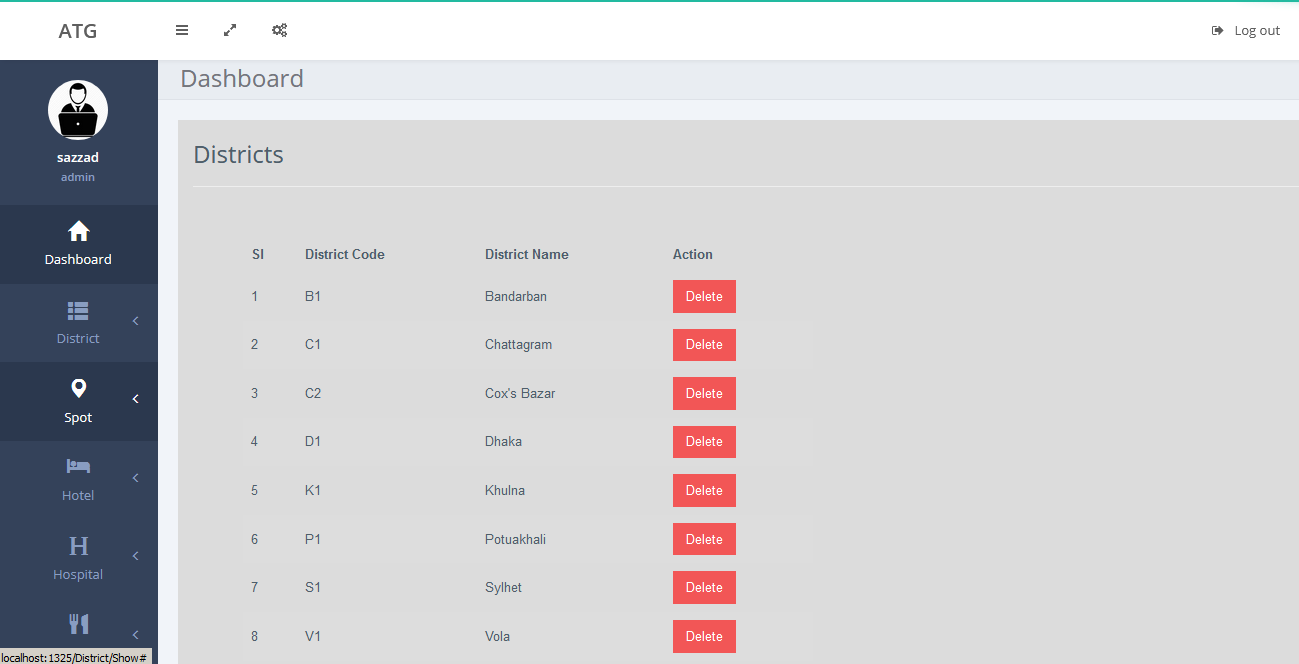 ATG
Log out
Dashboard
sazzad
admin
Dashboard
District
Spot
Hotel
Hospital
localhost:1325/District/Show#
Districts
Sl District Code District Name Action
1 B1 Bandarban Delete
2 C1 Chattagram Delete
3 C2 Cox's Bazar Delete
4 D1 Dhaka Delete
5 K1 Khulna Delete
6 P1 Potuakhali Delete
7 S1 Sylhet Delete
8 V1 Vola Delete